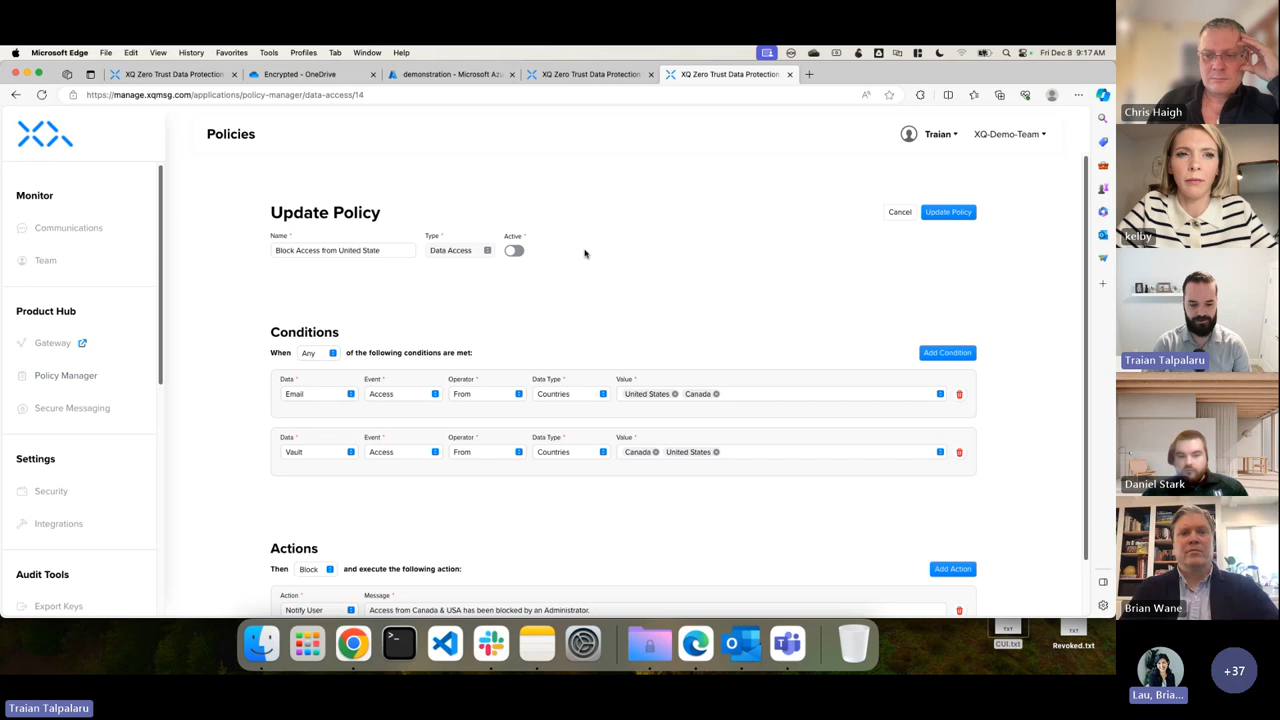 Microsoft Edge File Edit View History Favorites Tools Profiles Tab Window Help Fri Dec 8 9:17 AM
XQ Zero Trust Data Protection Encrypted - OneDrive demonstration - Microsoft Az XQ Zero Trust Data Protection XQ Zero Trust Data Protection
https://manage.xqmsg.com/applications/policy-manager/data-access/14
Policies
Traian XQ-Demo-Team
Monitor
Communications
Team
Product Hub
Gateway
Policy Manager
Secure Messaging
Settings
Security
Integrations
Audit Tools
Export Keys
Update Policy
Cancel Update Policy
Name * Type * Active *
Block Access from United State Data Access
Conditions
When Any of the following conditions are met:
Add Condition
Data * Event * Operator * Data Type * Value *
Email Access From Countries United States Canada
Data * Event * Operator * Data Type * Value *
Vault Access From Countries Canada United States
Actions
Then Block and execute the following action:
Add Action
Action * Message *
Notify User Access from Canada & USA has been blocked by an Administrator.
TXT TXT
CUI.txt Revoked.txt
Chris Haigh
kelby
Traian Talpalaru
Daniel Stark
Brian Wane
Lau, Bria...
+37
Traian Talpalaru